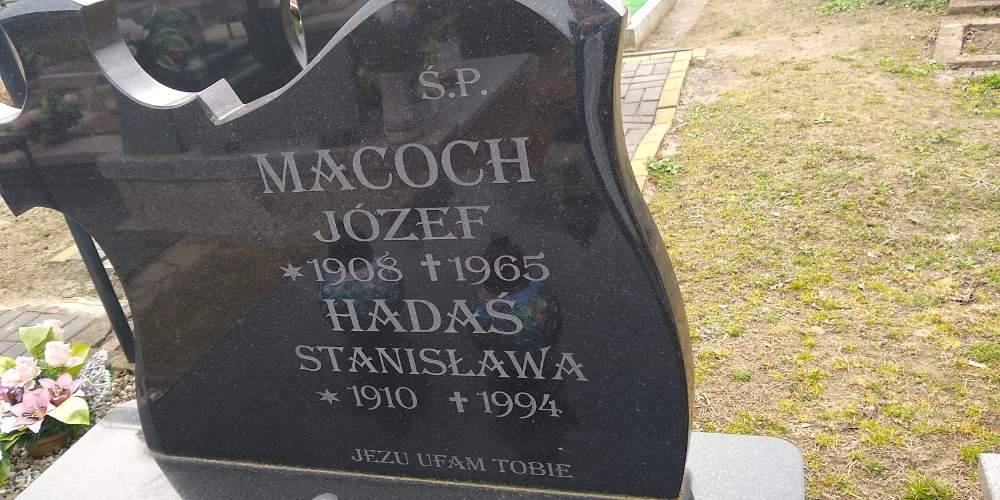 Ś.P.
MACOCH
JÓZEF
*1908 †1965
HADAŚ
STANISŁAWA
*1910 †1994
JEZU UFAM TOBIE